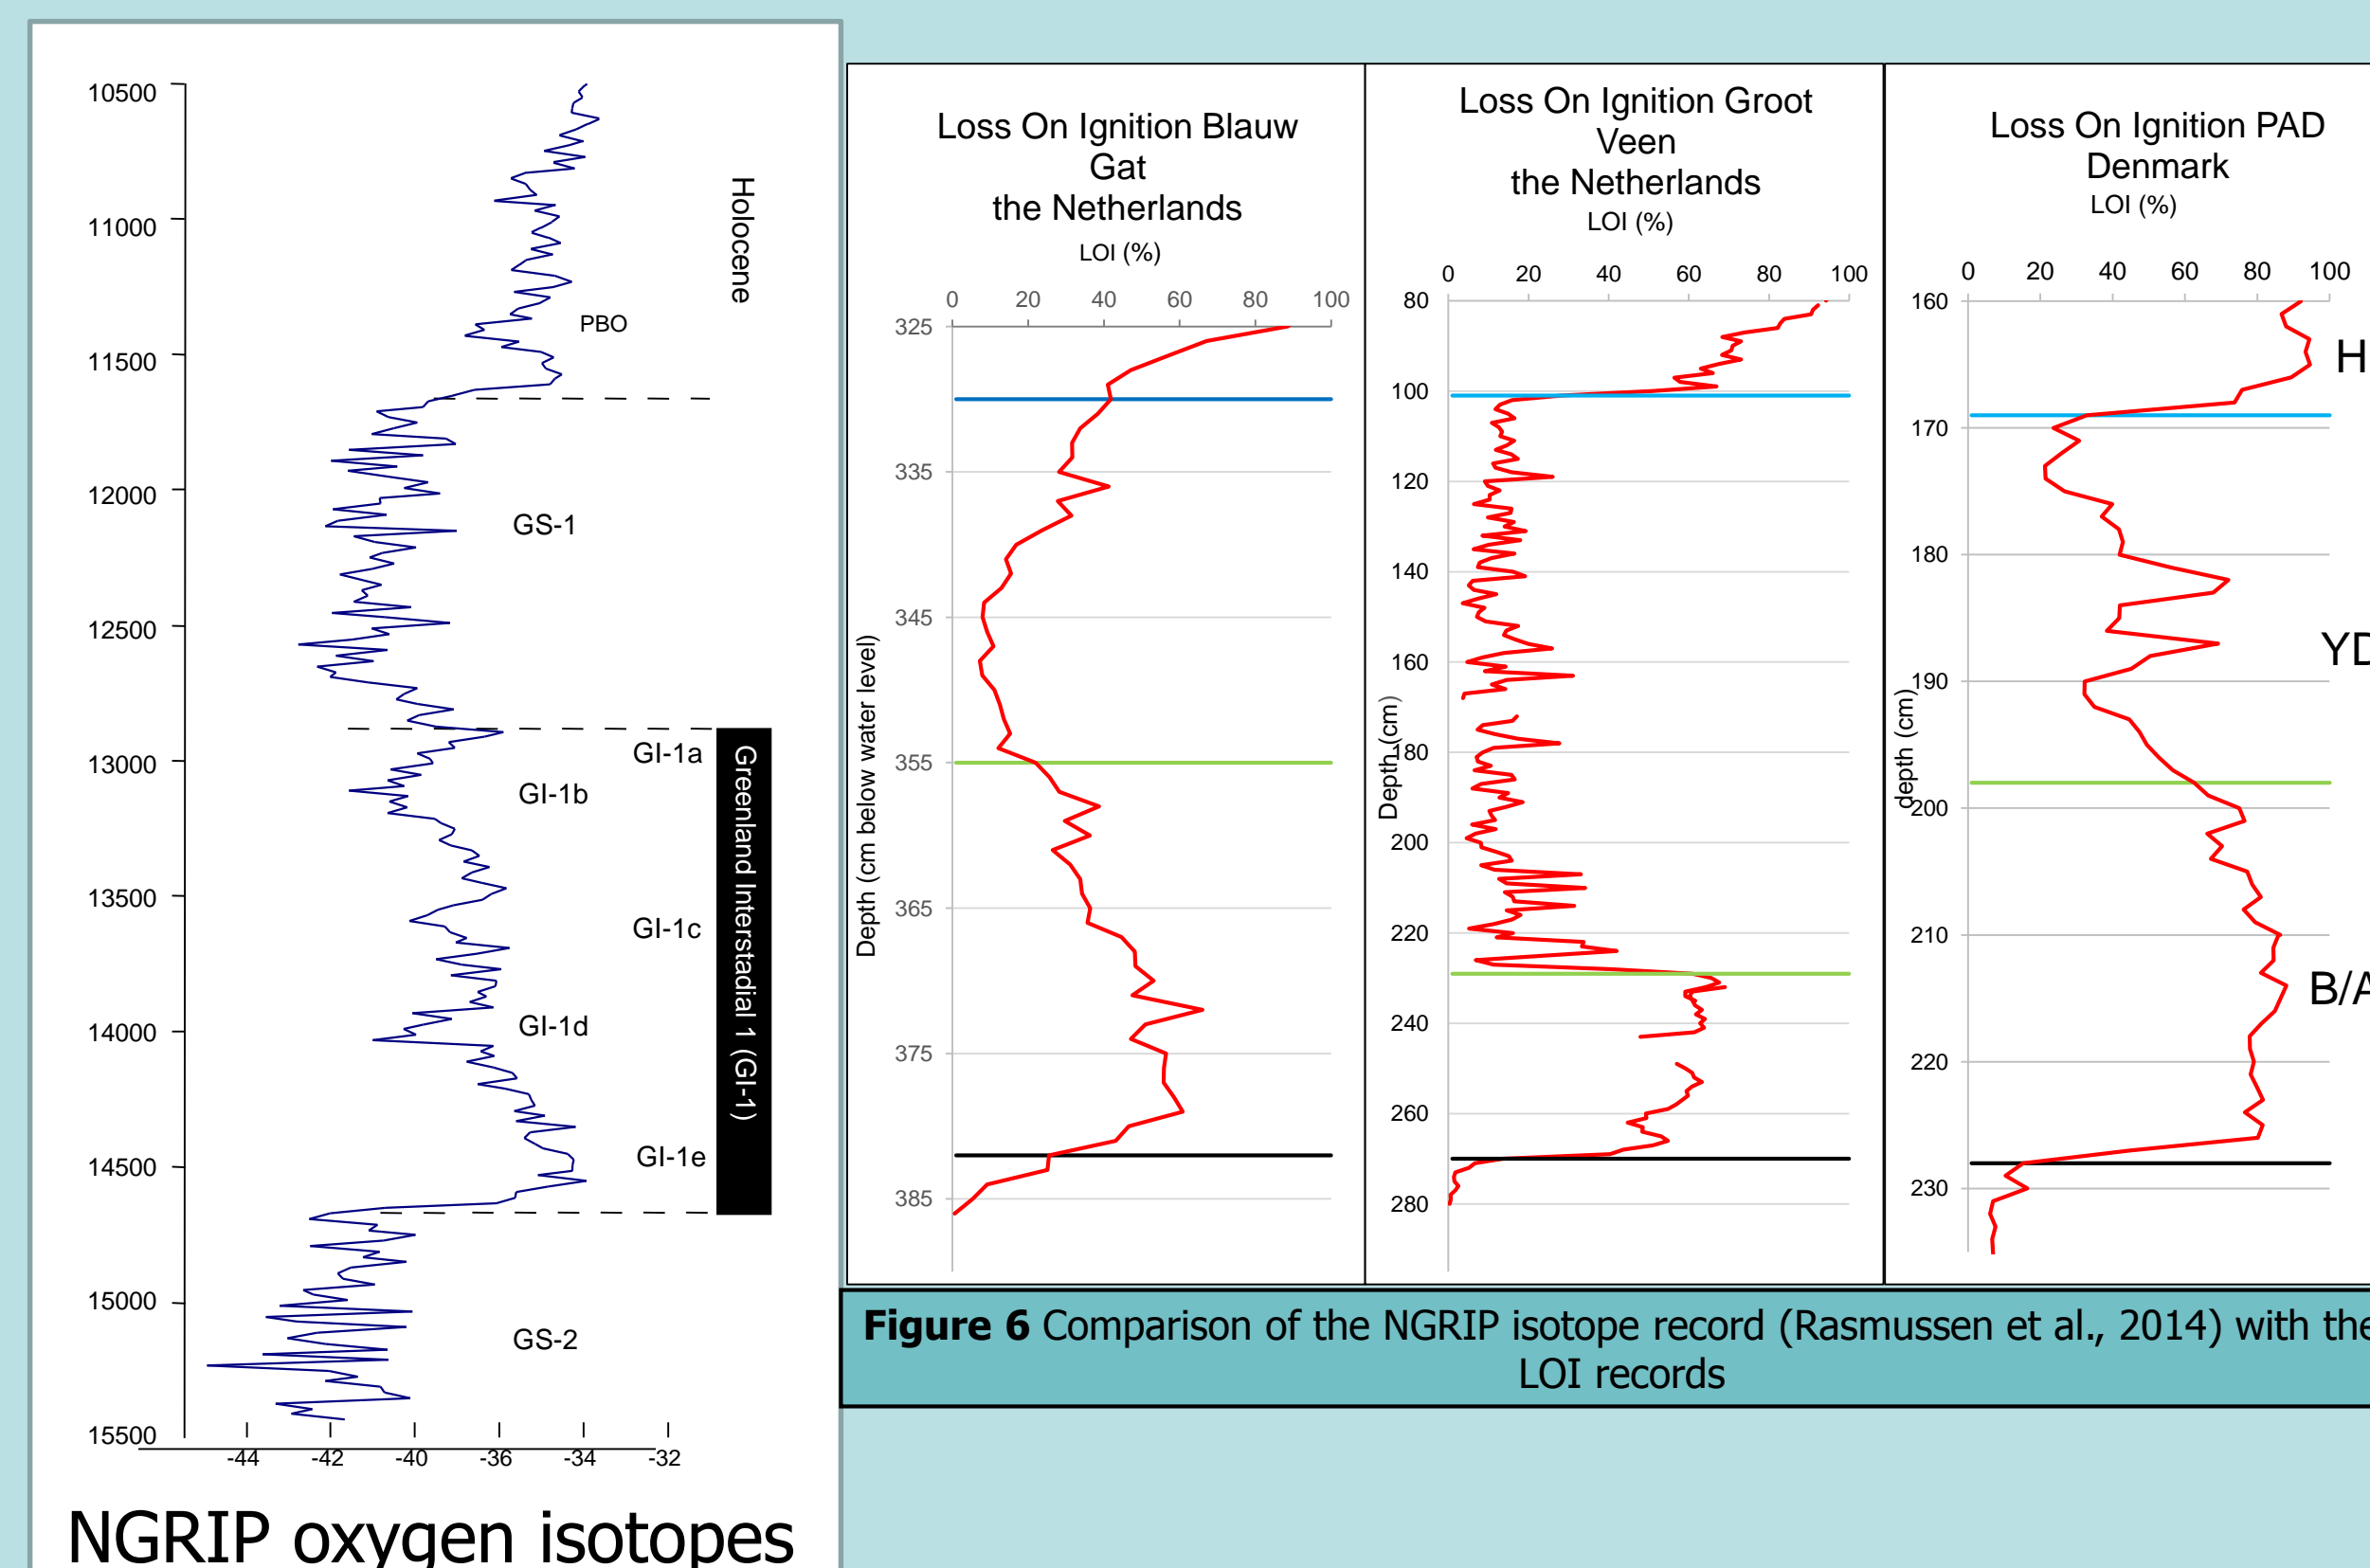 10500
11000
11500
12000
12500
13000
13500
14000
14500
15000
15500
-44 -42 -40 -36 -34 -32
Holocene
PBO
GS-1
GI-1a
GI-1b
GI-1c
GI-1d
GI-1e
GS-2
Greenland Interstadial 1 (GI-1)
NGRIP oxygen isotopes
Loss On Ignition Blauw
Gat
the Netherlands
LOI (%)
0 20 40 60 80 100
325
335
345
355
365
375
385
Depth (cm below water level)
Loss On Ignition Groot
Veen
the Netherlands
LOI (%)
0 20 40 60 80 100
80
100
120
140
160
180
200
220
240
260
280
Depth (cm)
Loss On Ignition PAD
Denmark
LOI (%)
0 20 40 60 80 100
160
170
180
190
200
210
220
230
depth (cm)
H
YD
B/A
Figure 6 Comparison of the NGRIP isotope record (Rasmussen et al., 2014) with the
LOI records